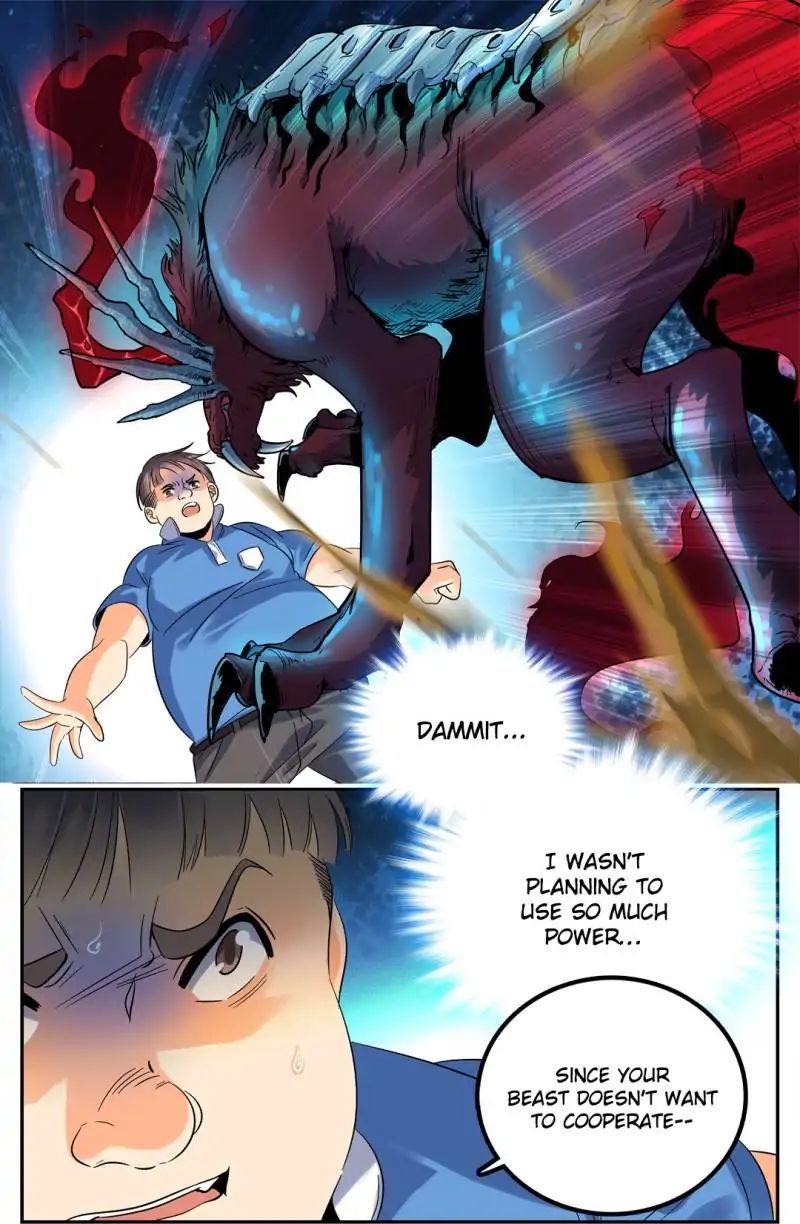 DAMMIT...
I WASN'T
PLANNING TO
USE SO MUCH
POWER...
SINCE YOUR
BEAST DOESN'T WANT
TO COOPERATE--